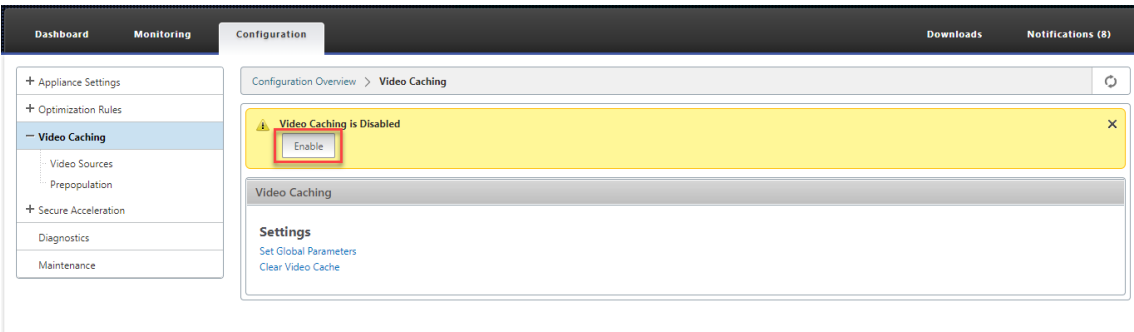 Dashboard Monitoring Configuration Downloads Notifications (8)
+ Appliance Settings
+ Optimization Rules
− Video Caching
Video Sources
Prepopulation
+ Secure Acceleration
Diagnostics
Maintenance
Configuration Overview > Video Caching
Video Caching is Disabled
Enable
Video Caching
Settings
Set Global Parameters
Clear Video Cache